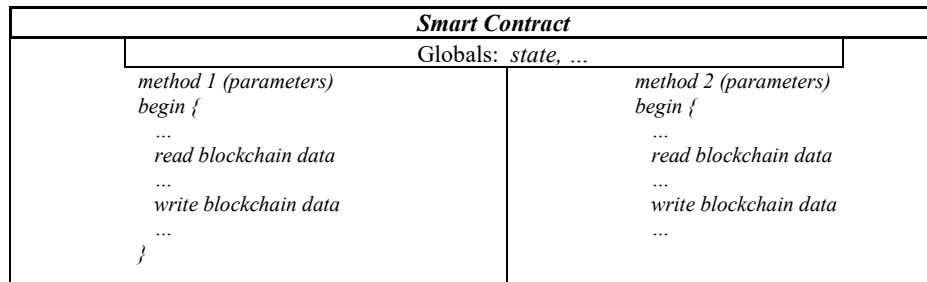 Smart Contract
Globals: state, …
method 1 (parameters)
begin {
…
read blockchain data
…
write blockchain data
…
}
method 2 (parameters)
begin {
…
read blockchain data
…
write blockchain data
…